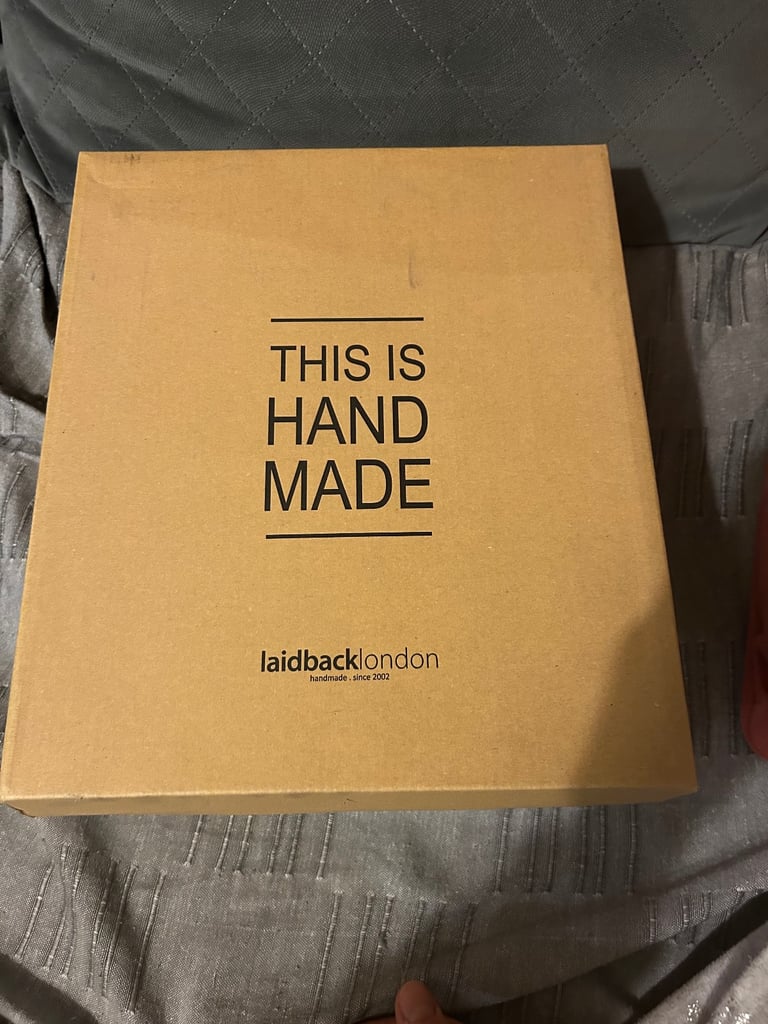 THIS IS
HAND
MADE
laidbacklondon
handmade . since 2002